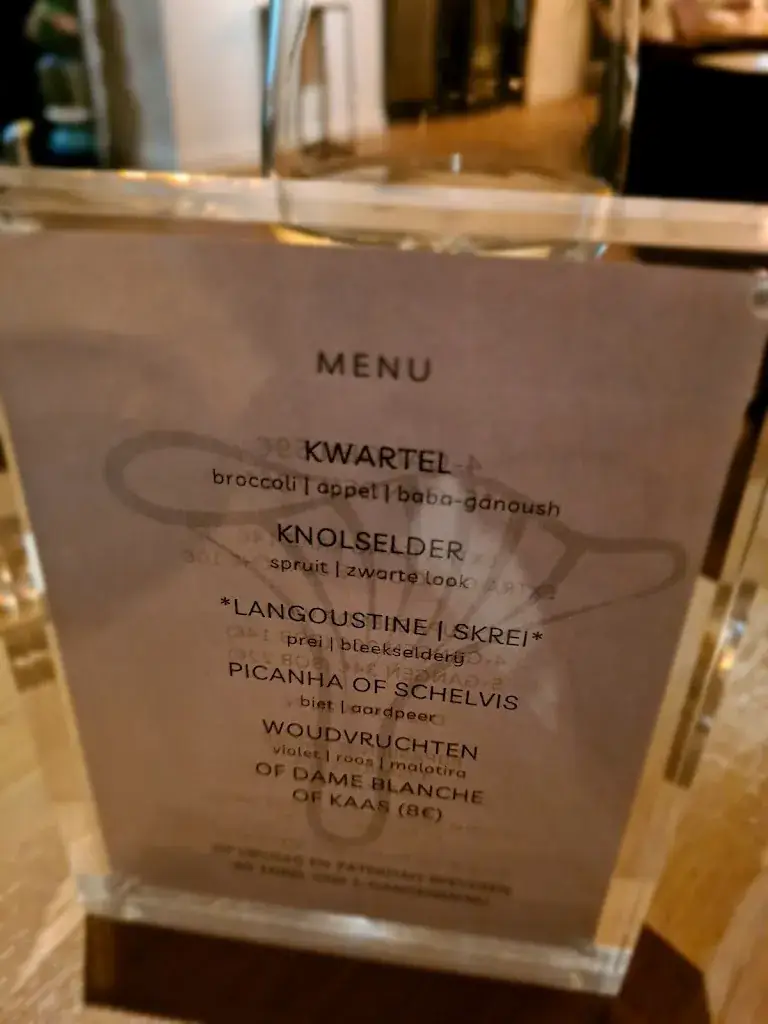 MENU
KWARTEL
broccoli | appel | baba-ganoush
KNOLSELDER
spruit | zwarte look
*LANGOUSTINE | SKREI*
prei | bleekselderij
PICANHA OF SCHELVIS
biet | aardpeer
WOUDVRUCHTEN
violet | roos | malotira
OF DAME BLANCHE
OF KAAS (8€)